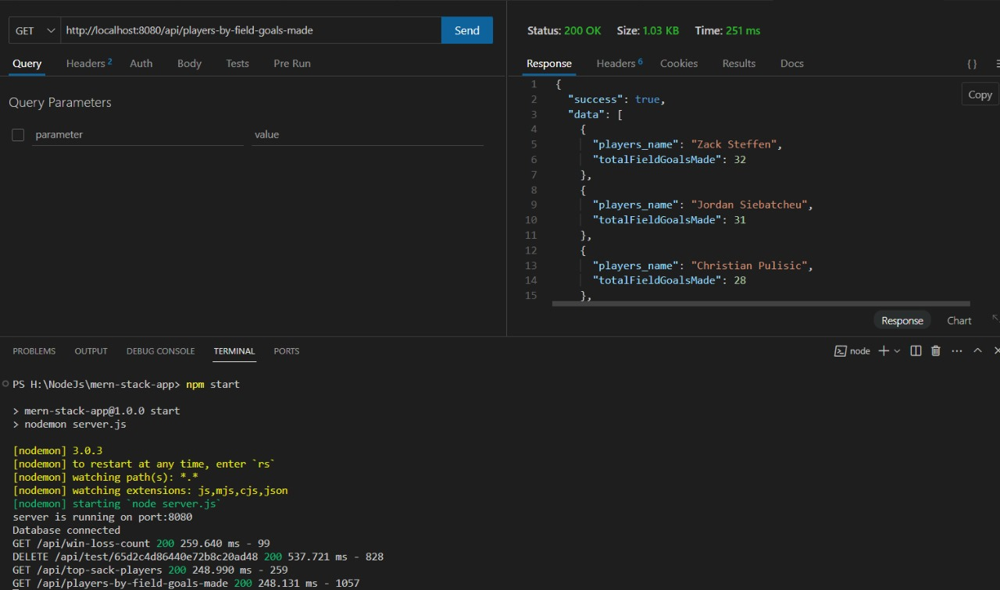 GET http://localhost:8080/api/players-by-field-goals-made Send
Query Headers 2 Auth Body Tests Pre Run
Query Parameters
parameter value
Status: 200 OK Size: 1.03 KB Time: 251 ms
Response Headers 6 Cookies Results Docs { }
Copy
1 {
2 "success": true,
3 "data": [
4 {
5 "players_name": "Zack Steffen",
6 "totalFieldGoalsMade": 32
7 },
8 {
9 "players_name": "Jordan Siebatcheu",
10 "totalFieldGoalsMade": 31
11 },
12 {
13 "players_name": "Christian Pulisic",
14 "totalFieldGoalsMade": 28
15 },
Response Chart
PROBLEMS OUTPUT DEBUG CONSOLE TERMINAL PORTS node
PS H:\NodeJs\mern-stack-app> npm start
> mern-stack-app@1.0.0 start
> nodemon server.js
[nodemon] 3.0.3
[nodemon] to restart at any time, enter `rs`
[nodemon] watching path(s): *.*
[nodemon] watching extensions: js,mjs,cjs,json
[nodemon] starting `node server.js`
server is running on port:8080
Database connected
GET /api/win-loss-count 200 259.640 ms - 99
DELETE /api/test/65d2c4d86440e72b8c20ad48 200 537.721 ms - 828
GET /api/top-sack-players 200 248.990 ms - 259
GET /api/players-by-field-goals-made 200 248.131 ms - 1057